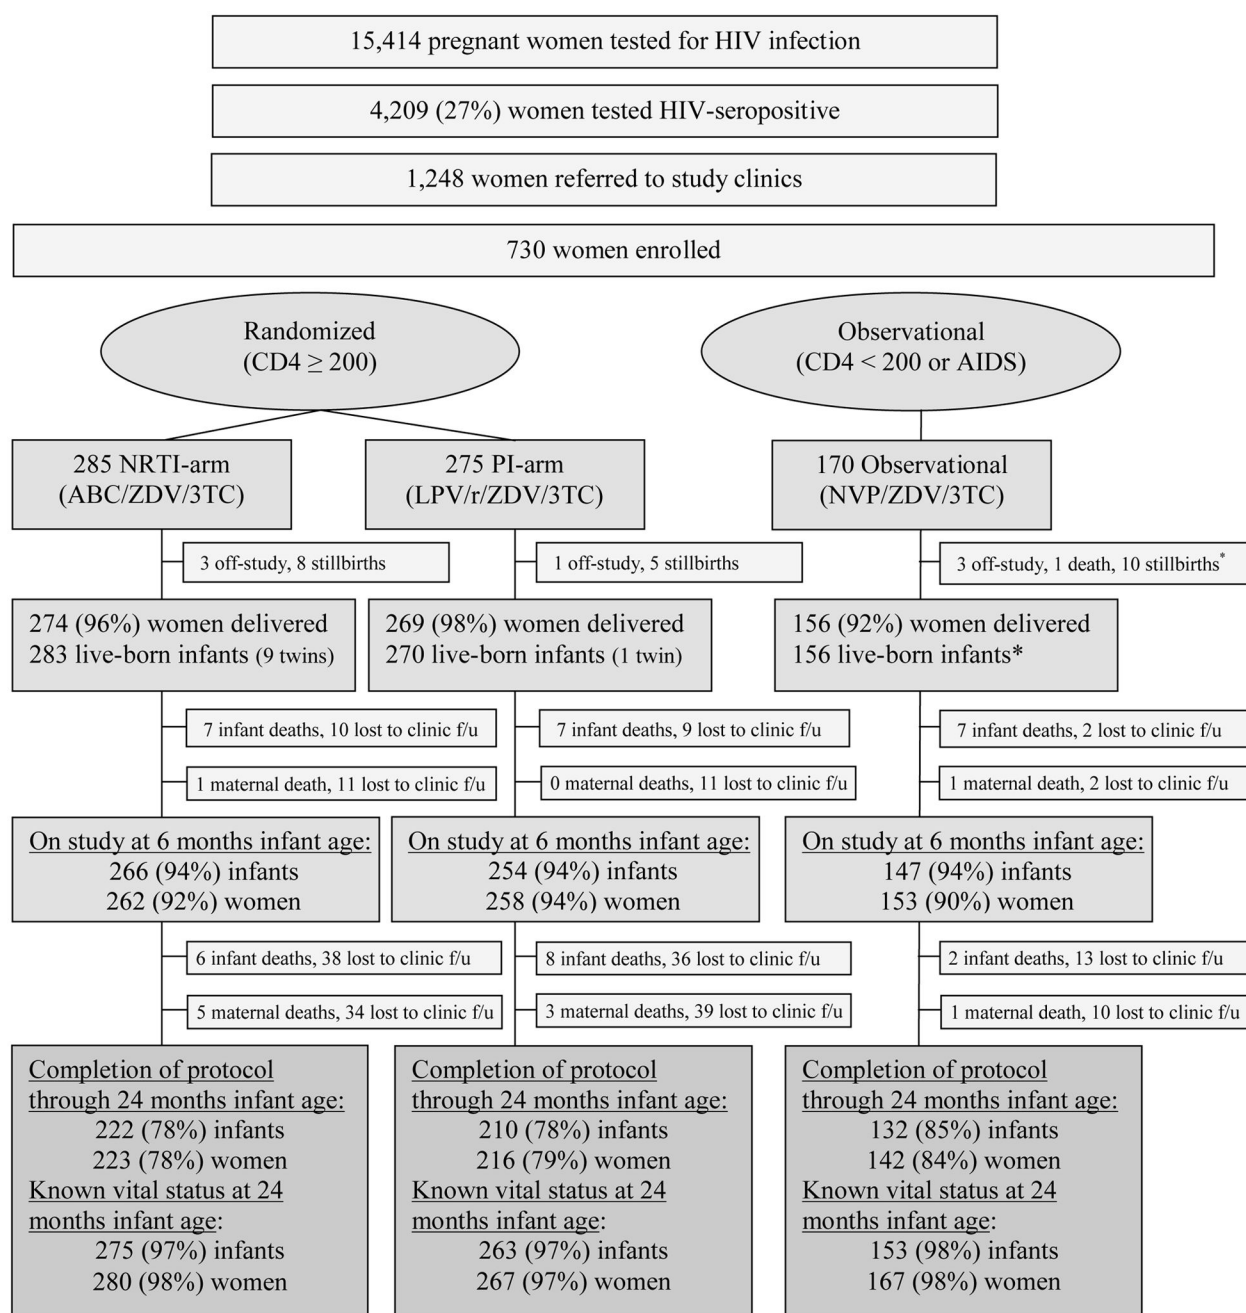 15,414 pregnant women tested for HIV infection
4,209 (27%) women tested HIV-seropositive
1,248 women referred to study clinics
730 women enrolled
Randomized
(CD4 ≥ 200)
Observational
(CD4 < 200 or AIDS)
285 NRTI-arm
(ABC/ZDV/3TC)
275 PI-arm
(LPV/r/ZDV/3TC)
170 Observational
(NVP/ZDV/3TC)
3 off-study, 8 stillbirths
1 off-study, 5 stillbirths
3 off-study, 1 death, 10 stillbirths*
274 (96%) women delivered
283 live-born infants (9 twins)
269 (98%) women delivered
270 live-born infants (1 twin)
156 (92%) women delivered
156 live-born infants*
7 infant deaths, 10 lost to clinic f/u
7 infant deaths, 9 lost to clinic f/u
7 infant deaths, 2 lost to clinic f/u
1 maternal death, 11 lost to clinic f/u
0 maternal deaths, 11 lost to clinic f/u
1 maternal death, 2 lost to clinic f/u
On study at 6 months infant age:
266 (94%) infants
262 (92%) women
On study at 6 months infant age:
254 (94%) infants
258 (94%) women
On study at 6 months infant age:
147 (94%) infants
153 (90%) women
6 infant deaths, 38 lost to clinic f/u
8 infant deaths, 36 lost to clinic f/u
2 infant deaths, 13 lost to clinic f/u
5 maternal deaths, 34 lost to clinic f/u
3 maternal deaths, 39 lost to clinic f/u
1 maternal death, 10 lost to clinic f/u
Completion of protocol
through 24 months infant age:
222 (78%) infants
223 (78%) women
Known vital status at 24
months infant age:
275 (97%) infants
280 (98%) women
Completion of protocol
through 24 months infant age:
210 (78%) infants
216 (79%) women
Known vital status at 24
months infant age:
263 (97%) infants
267 (97%) women
Completion of protocol
through 24 months infant age:
132 (85%) infants
142 (84%) women
Known vital status at 24
months infant age:
153 (98%) infants
167 (98%) women